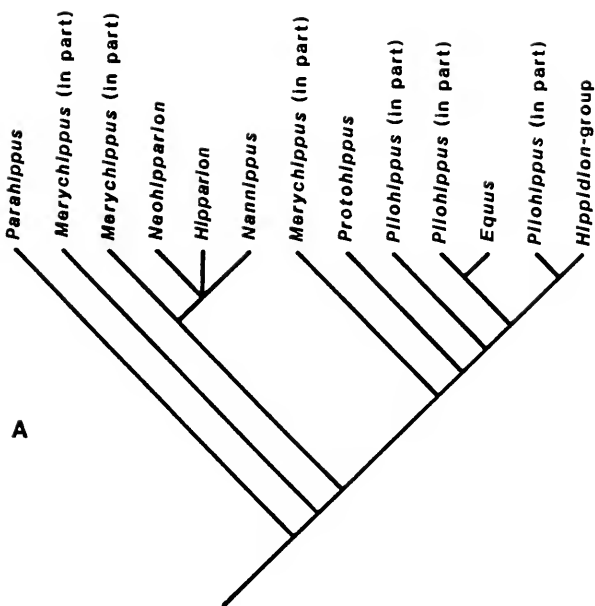 Parahippus
Merychippus (in part)
Merychippus (in part)
Neohipparion
Hipparion
Nannippus
Merychippus (in part)
Protohippus
Pliohippus (in part)
Pliohippus (in part)
Equus
Pliohippus (in part)
Hippidion-group
A